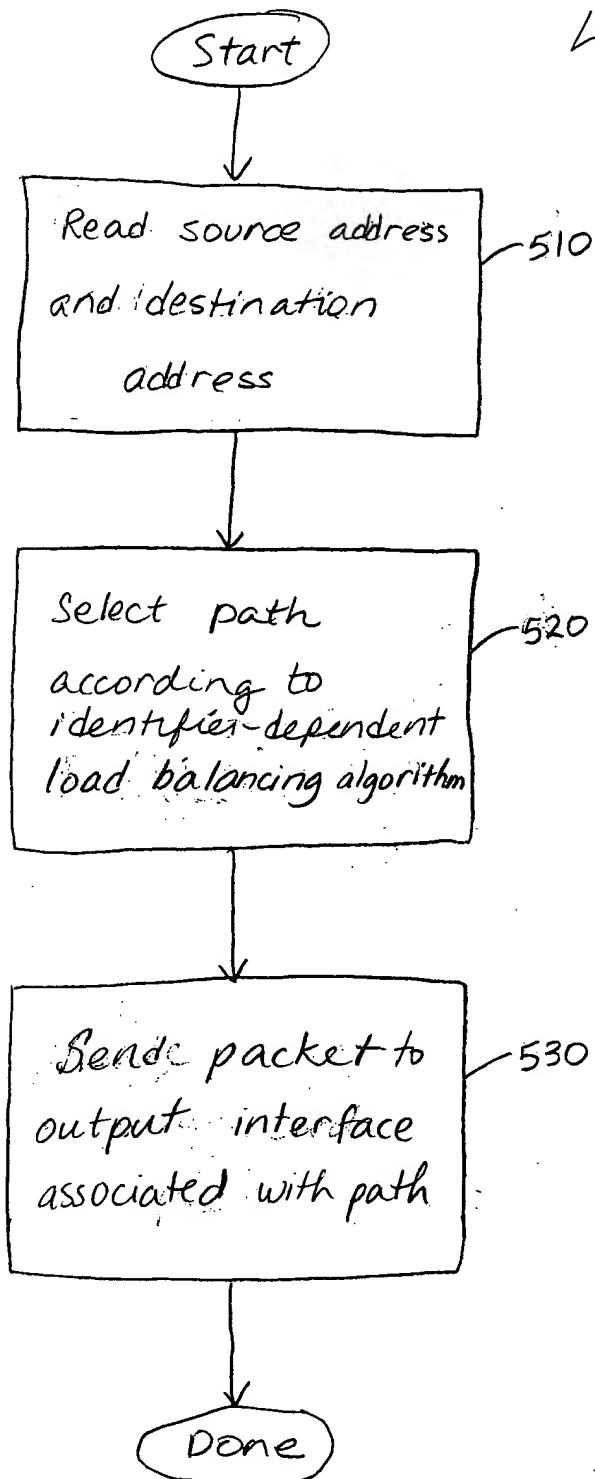 Start
Read source address
and destination
address
510
Select path
according to
identifier-dependent
load balancing algorithm
520
Send packet to
output interface
associated with path
530
Done